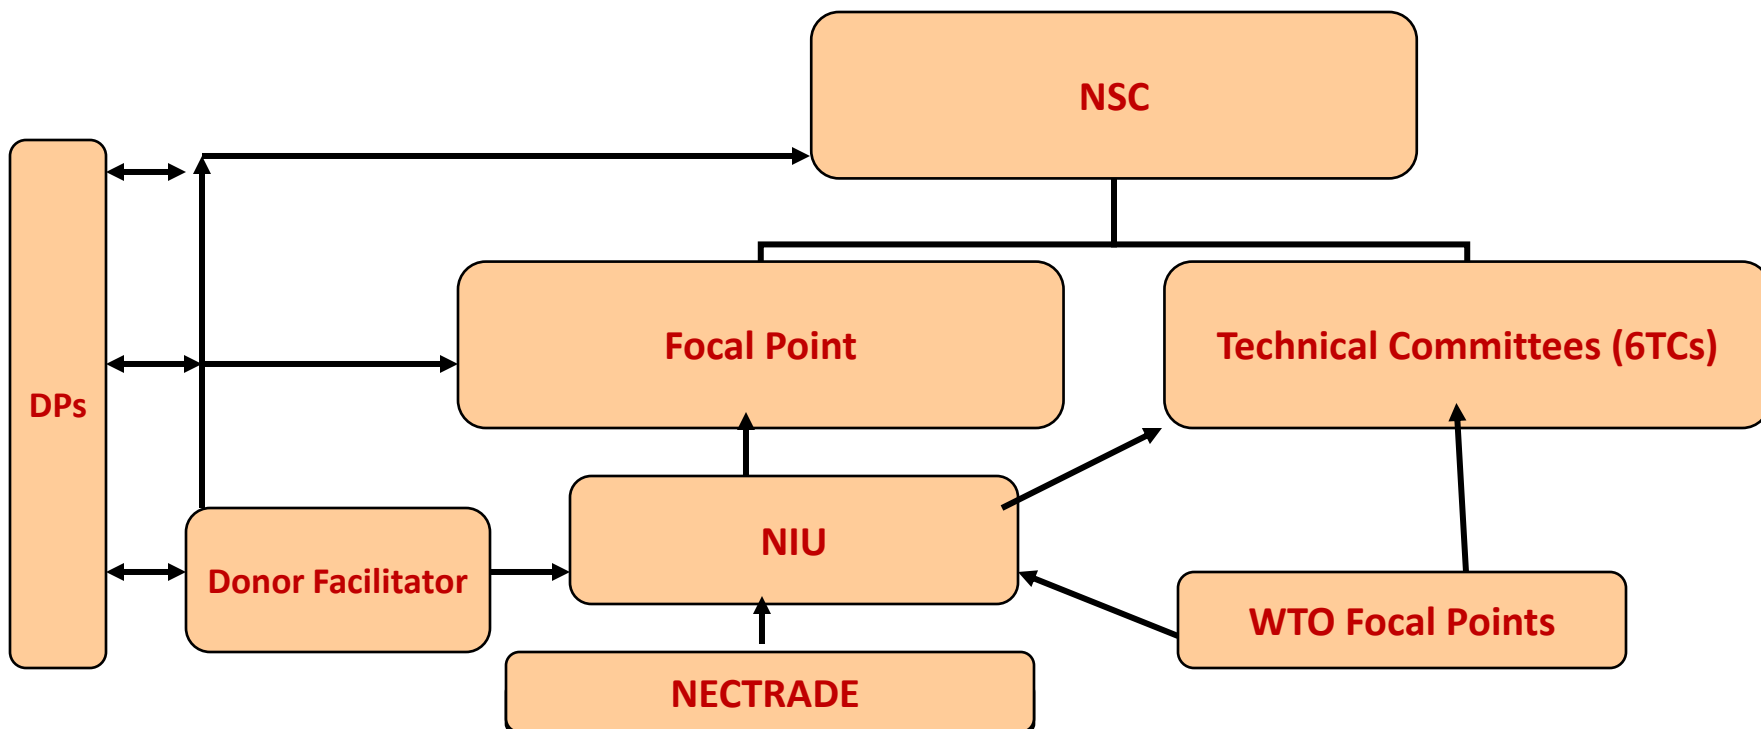 NSC
Focal Point
Technical Committees (6TCs)
DPs
NIU
Donor Facilitator
WTO Focal Points
NECTRADE